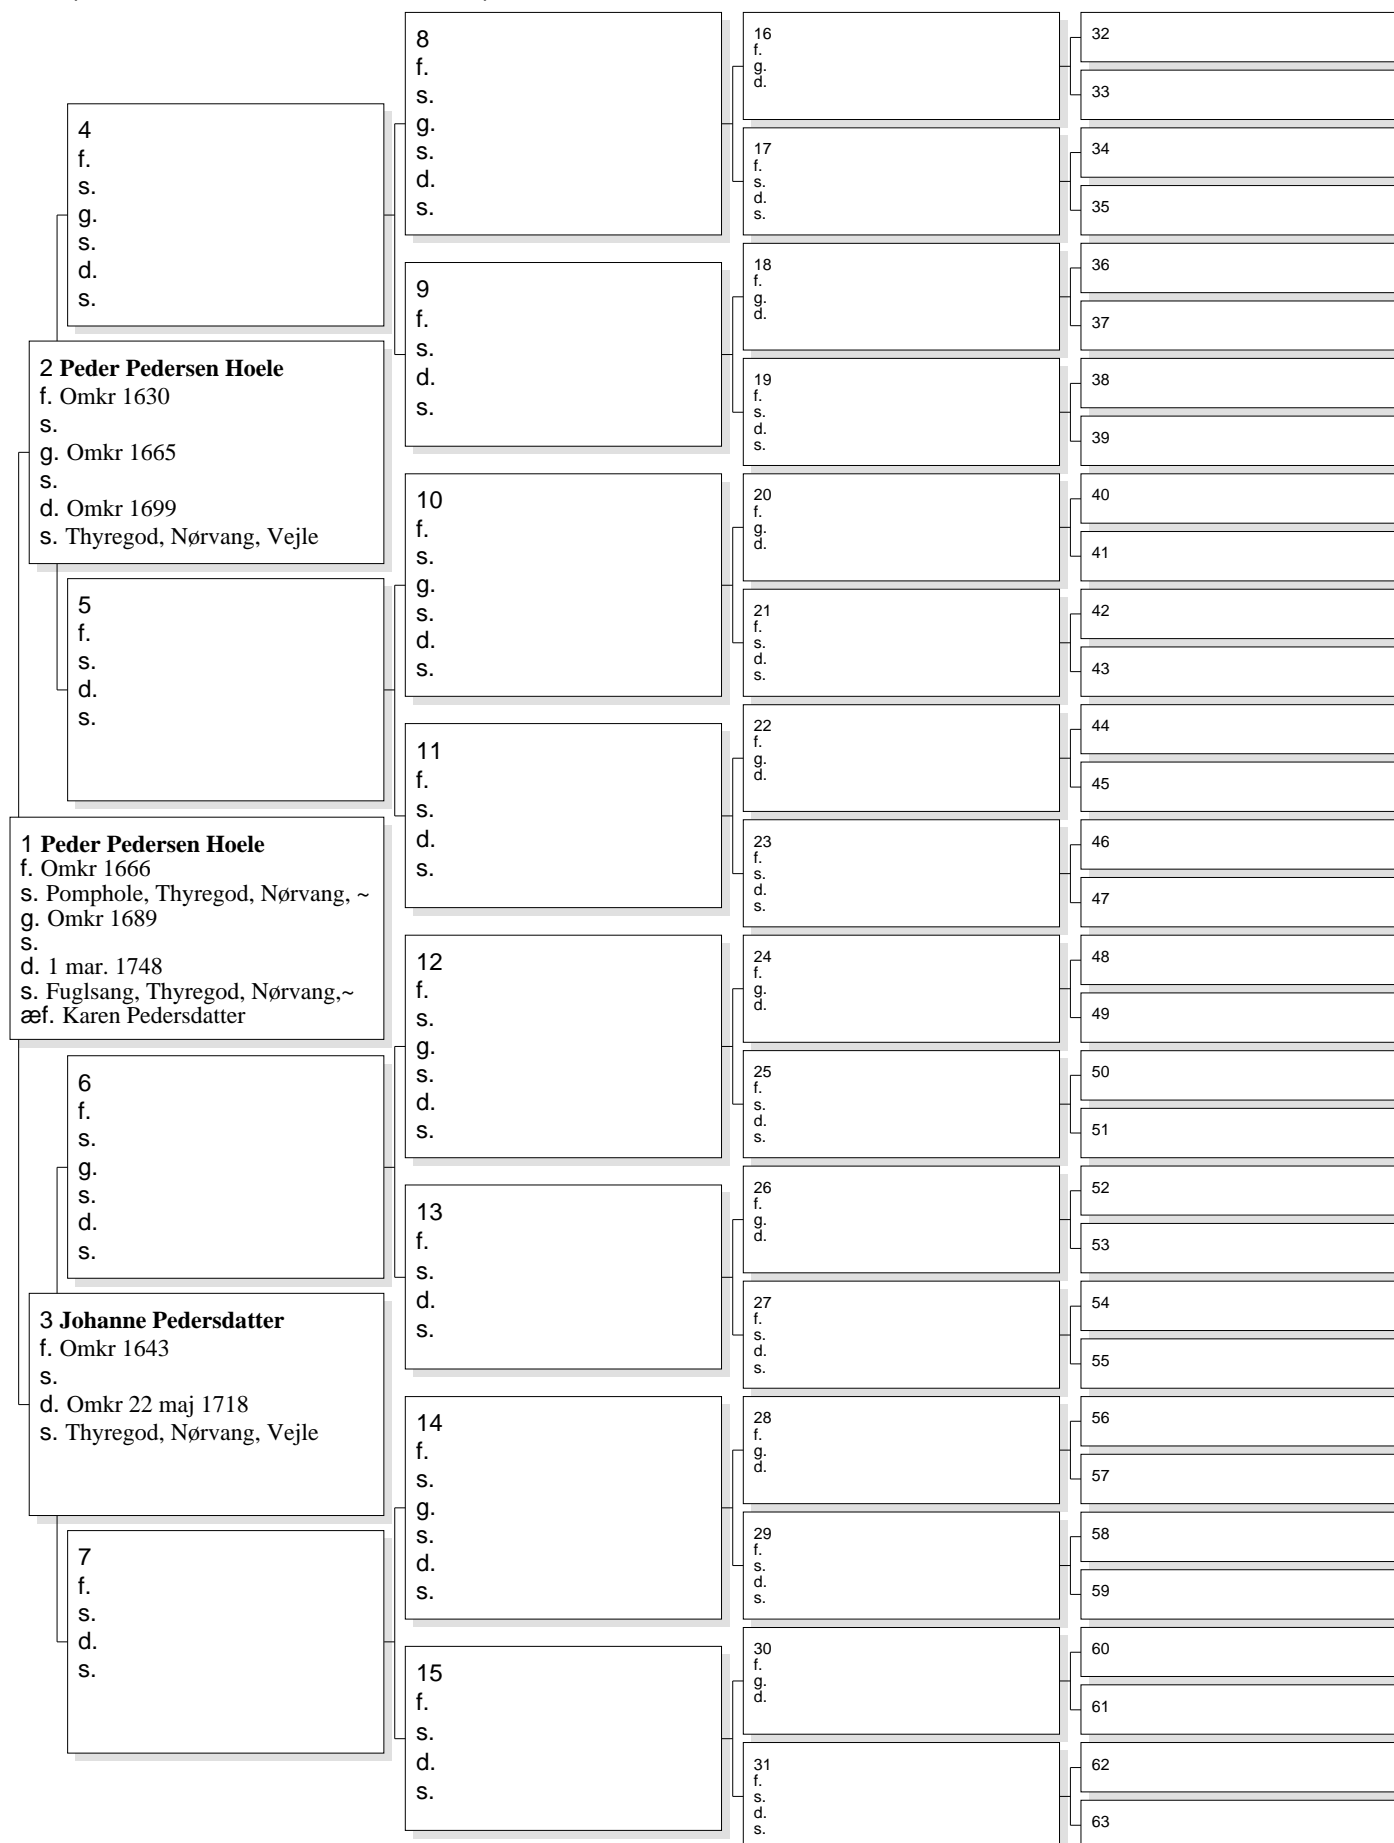 8
f.
s.
g.
s.
d.
s.
16
f.
g.
d.
32
33
4
f.
s.
g.
s.
d.
s.
17
f.
s.
d.
s.
34
35
9
f.
s.
d.
s.
18
f.
g.
d.
36
37
2 Peder Pedersen Hoele
f. Omkr 1630
s.
g. Omkr 1665
s.
d. Omkr 1699
s. Thyregod, Nørvang, Vejle
19
f.
s.
d.
s.
38
39
10
f.
s.
g.
s.
d.
s.
20
f.
g.
d.
40
41
5
f.
s.
d.
s.
21
f.
s.
d.
s.
42
43
11
f.
s.
d.
s.
22
f.
g.
d.
44
45
1 Peder Pedersen Hoele
f. Omkr 1666
s. Pomphole, Thyregod, Nørvang, ~
g. Omkr 1689
s.
d. 1 mar. 1748
s. Fuglsang, Thyregod, Nørvang,~
æf. Karen Pedersdatter
23
f.
s.
d.
s.
46
47
12
f.
s.
g.
s.
d.
s.
24
f.
g.
d.
48
49
6
f.
s.
g.
s.
d.
s.
25
f.
s.
d.
s.
50
51
13
f.
s.
d.
s.
26
f.
g.
d.
52
53
3 Johanne Pedersdatter
f. Omkr 1643
s.
d. Omkr 22 maj 1718
s. Thyregod, Nørvang, Vejle
27
f.
s.
d.
s.
54
55
14
f.
s.
g.
s.
d.
s.
28
f.
g.
d.
56
57
7
f.
s.
d.
s.
29
f.
s.
d.
s.
58
59
15
f.
s.
d.
s.
30
f.
g.
d.
60
61
31
f.
s.
d.
s.
62
63